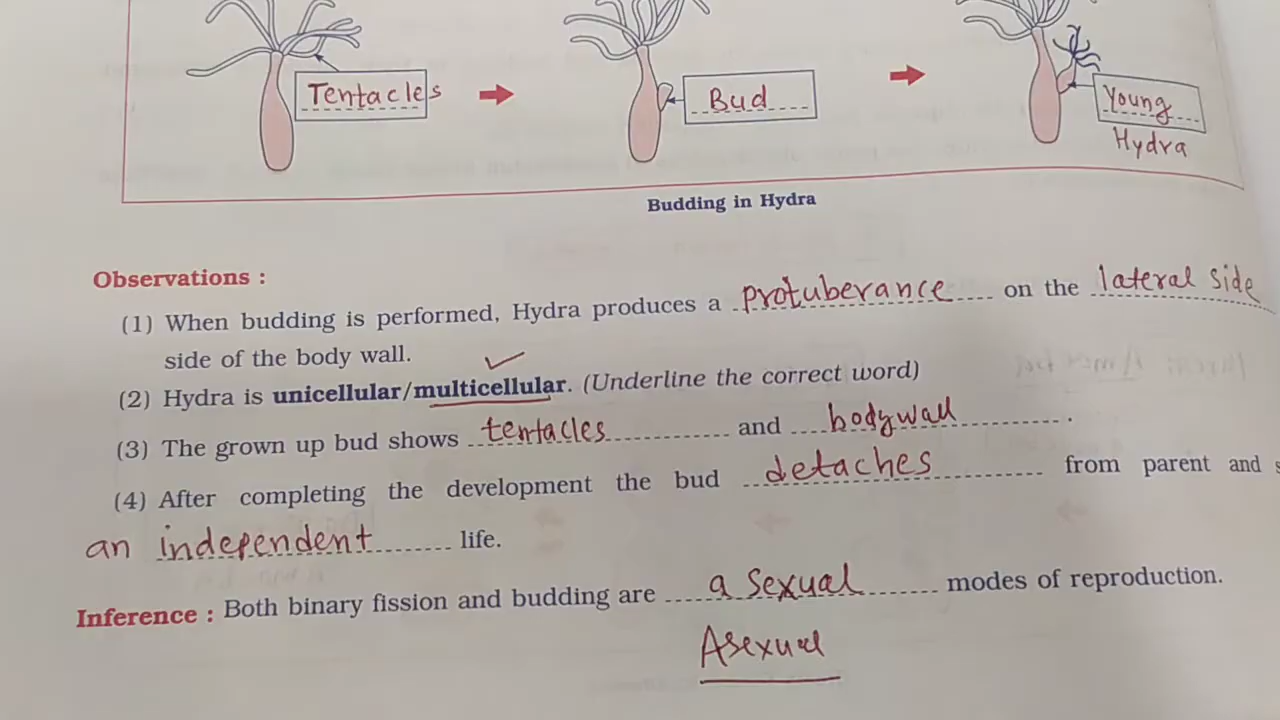 Tentacles
Bud
Young
Hydra
Budding in Hydra
Observations :
(1) When budding is performed, Hydra produces a protuberance on the lateral side
side of the body wall.
(2) Hydra is unicellular/multicellular. (Underline the correct word)
(3) The grown up bud shows tentacles and bodywall.
(4) After completing the development the bud detaches from parent and s
an independent life.
Inference : Both binary fission and budding are a sexual modes of reproduction.
Asexual